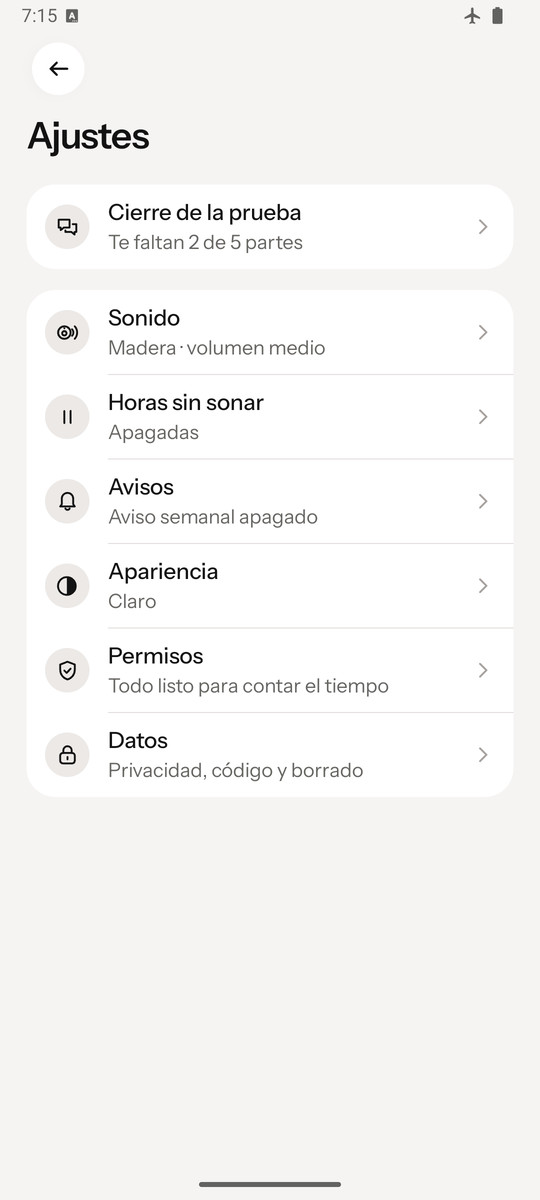 7:15 A
Ajustes
Cierre de la prueba
Te faltan 2 de 5 partes
Sonido
Madera · volumen medio
Horas sin sonar
Apagadas
Avisos
Aviso semanal apagado
Apariencia
Claro
Permisos
Todo listo para contar el tiempo
Datos
Privacidad, código y borrado